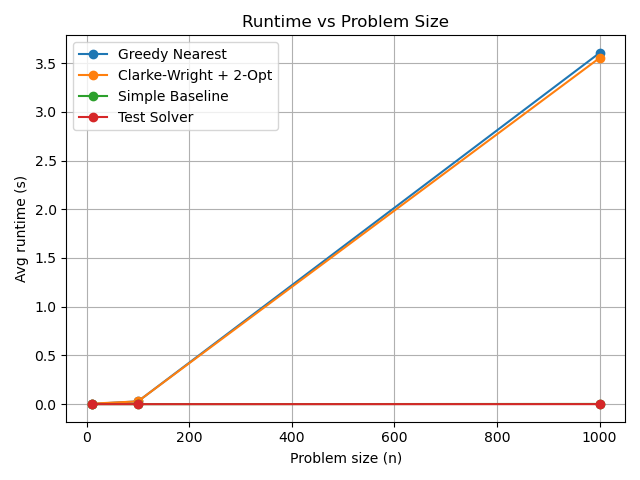 Runtime vs Problem Size
Greedy Nearest
Clarke-Wright + 2-Opt
Simple Baseline
Test Solver
Avg runtime (s)
3.5
3.0
2.5
2.0
1.5
1.0
0.5
0.0
0 200 400 600 800 1000
Problem size (n)